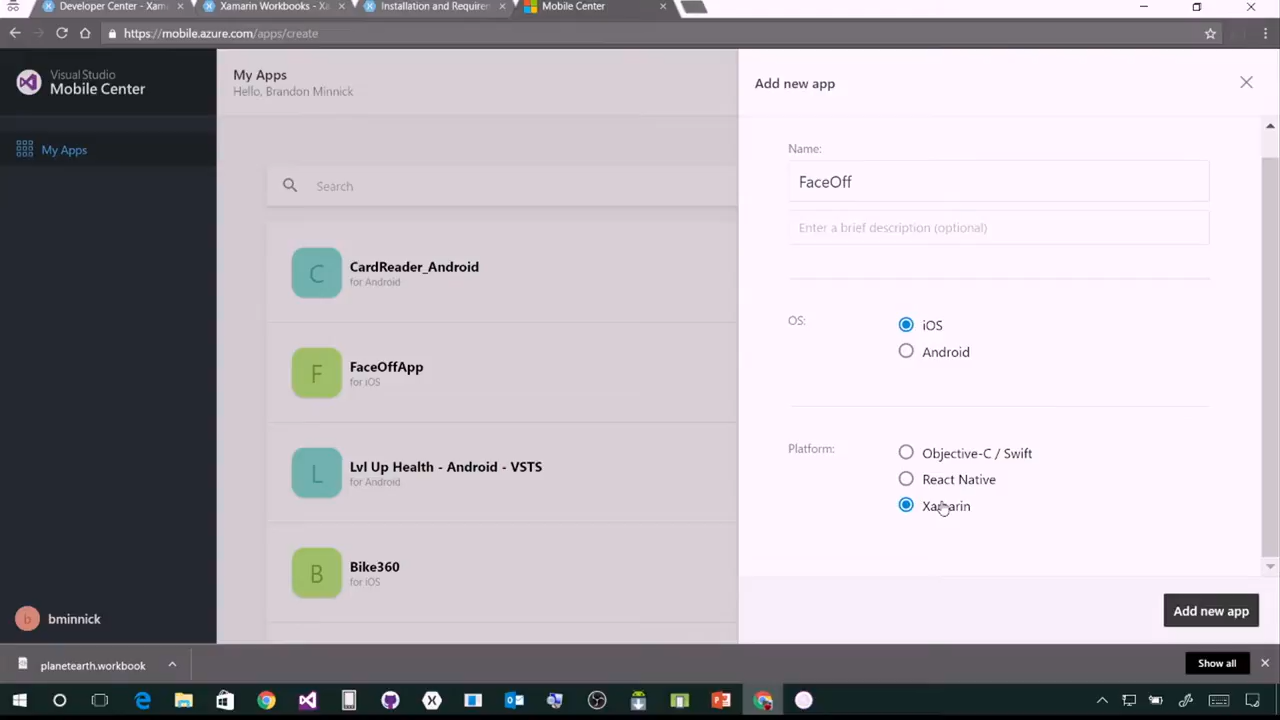 Developer Center - Xama
Xamarin Workbooks - Xa
Installation and Requirem
Mobile Center
https://mobile.azure.com/apps/create
Visual Studio
Mobile Center
My Apps
bminnick
My Apps
Hello, Brandon Minnick
Search
C
CardReader_Android
for Android
F
FaceOffApp
for iOS
L
Lvl Up Health - Android - VSTS
for Android
B
Bike360
for iOS
Add new app
Name:
FaceOff
Enter a brief description (optional)
OS:
iOS
Android
Platform:
Objective-C / Swift
React Native
Xamarin
Add new app
b
planetearth.workbook
Show all